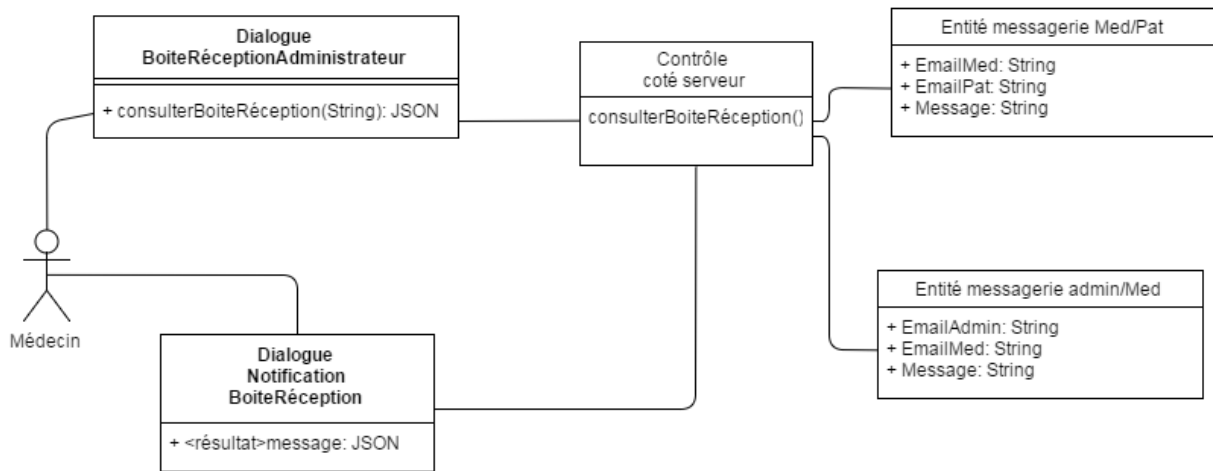 Dialogue
BoiteRéceptionAdministrateur
+ consulterBoiteRéception(String): JSON
Contrôle
coté serveur
consulterBoiteRéception()
Entité messagerie Med/Pat
+ EmailMed: String
+ EmailPat: String
+ Message: String
Médecin
Dialogue
Notification
BoiteRéception
+ <résultat>message: JSON
Entité messagerie admin/Med
+ EmailAdmin: String
+ EmailMed: String
+ Message: String